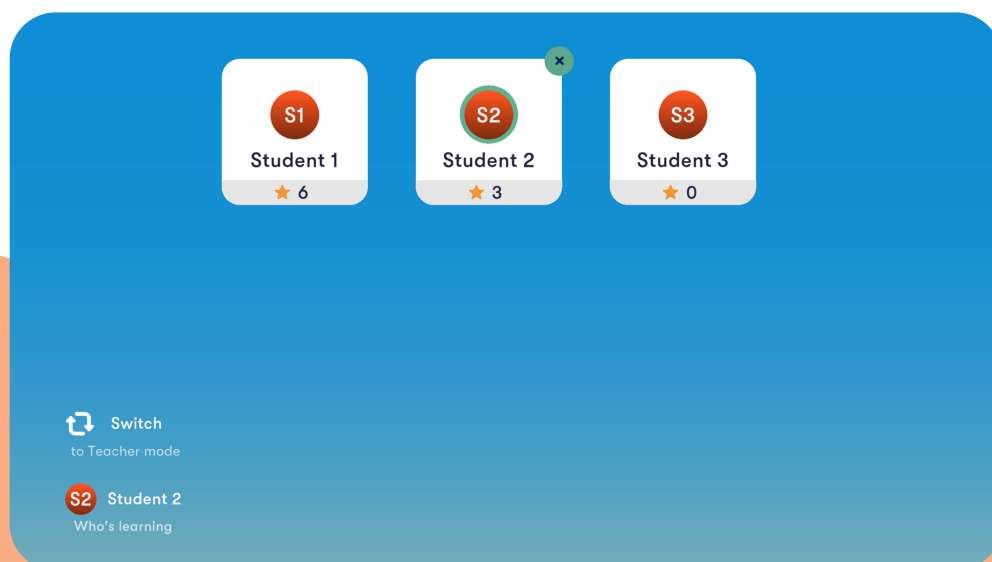 S1
Student 1
6
S2
Student 2
3
S3
Student 3
0
Switch
to Teacher mode
S2 Student 2
Who's learning